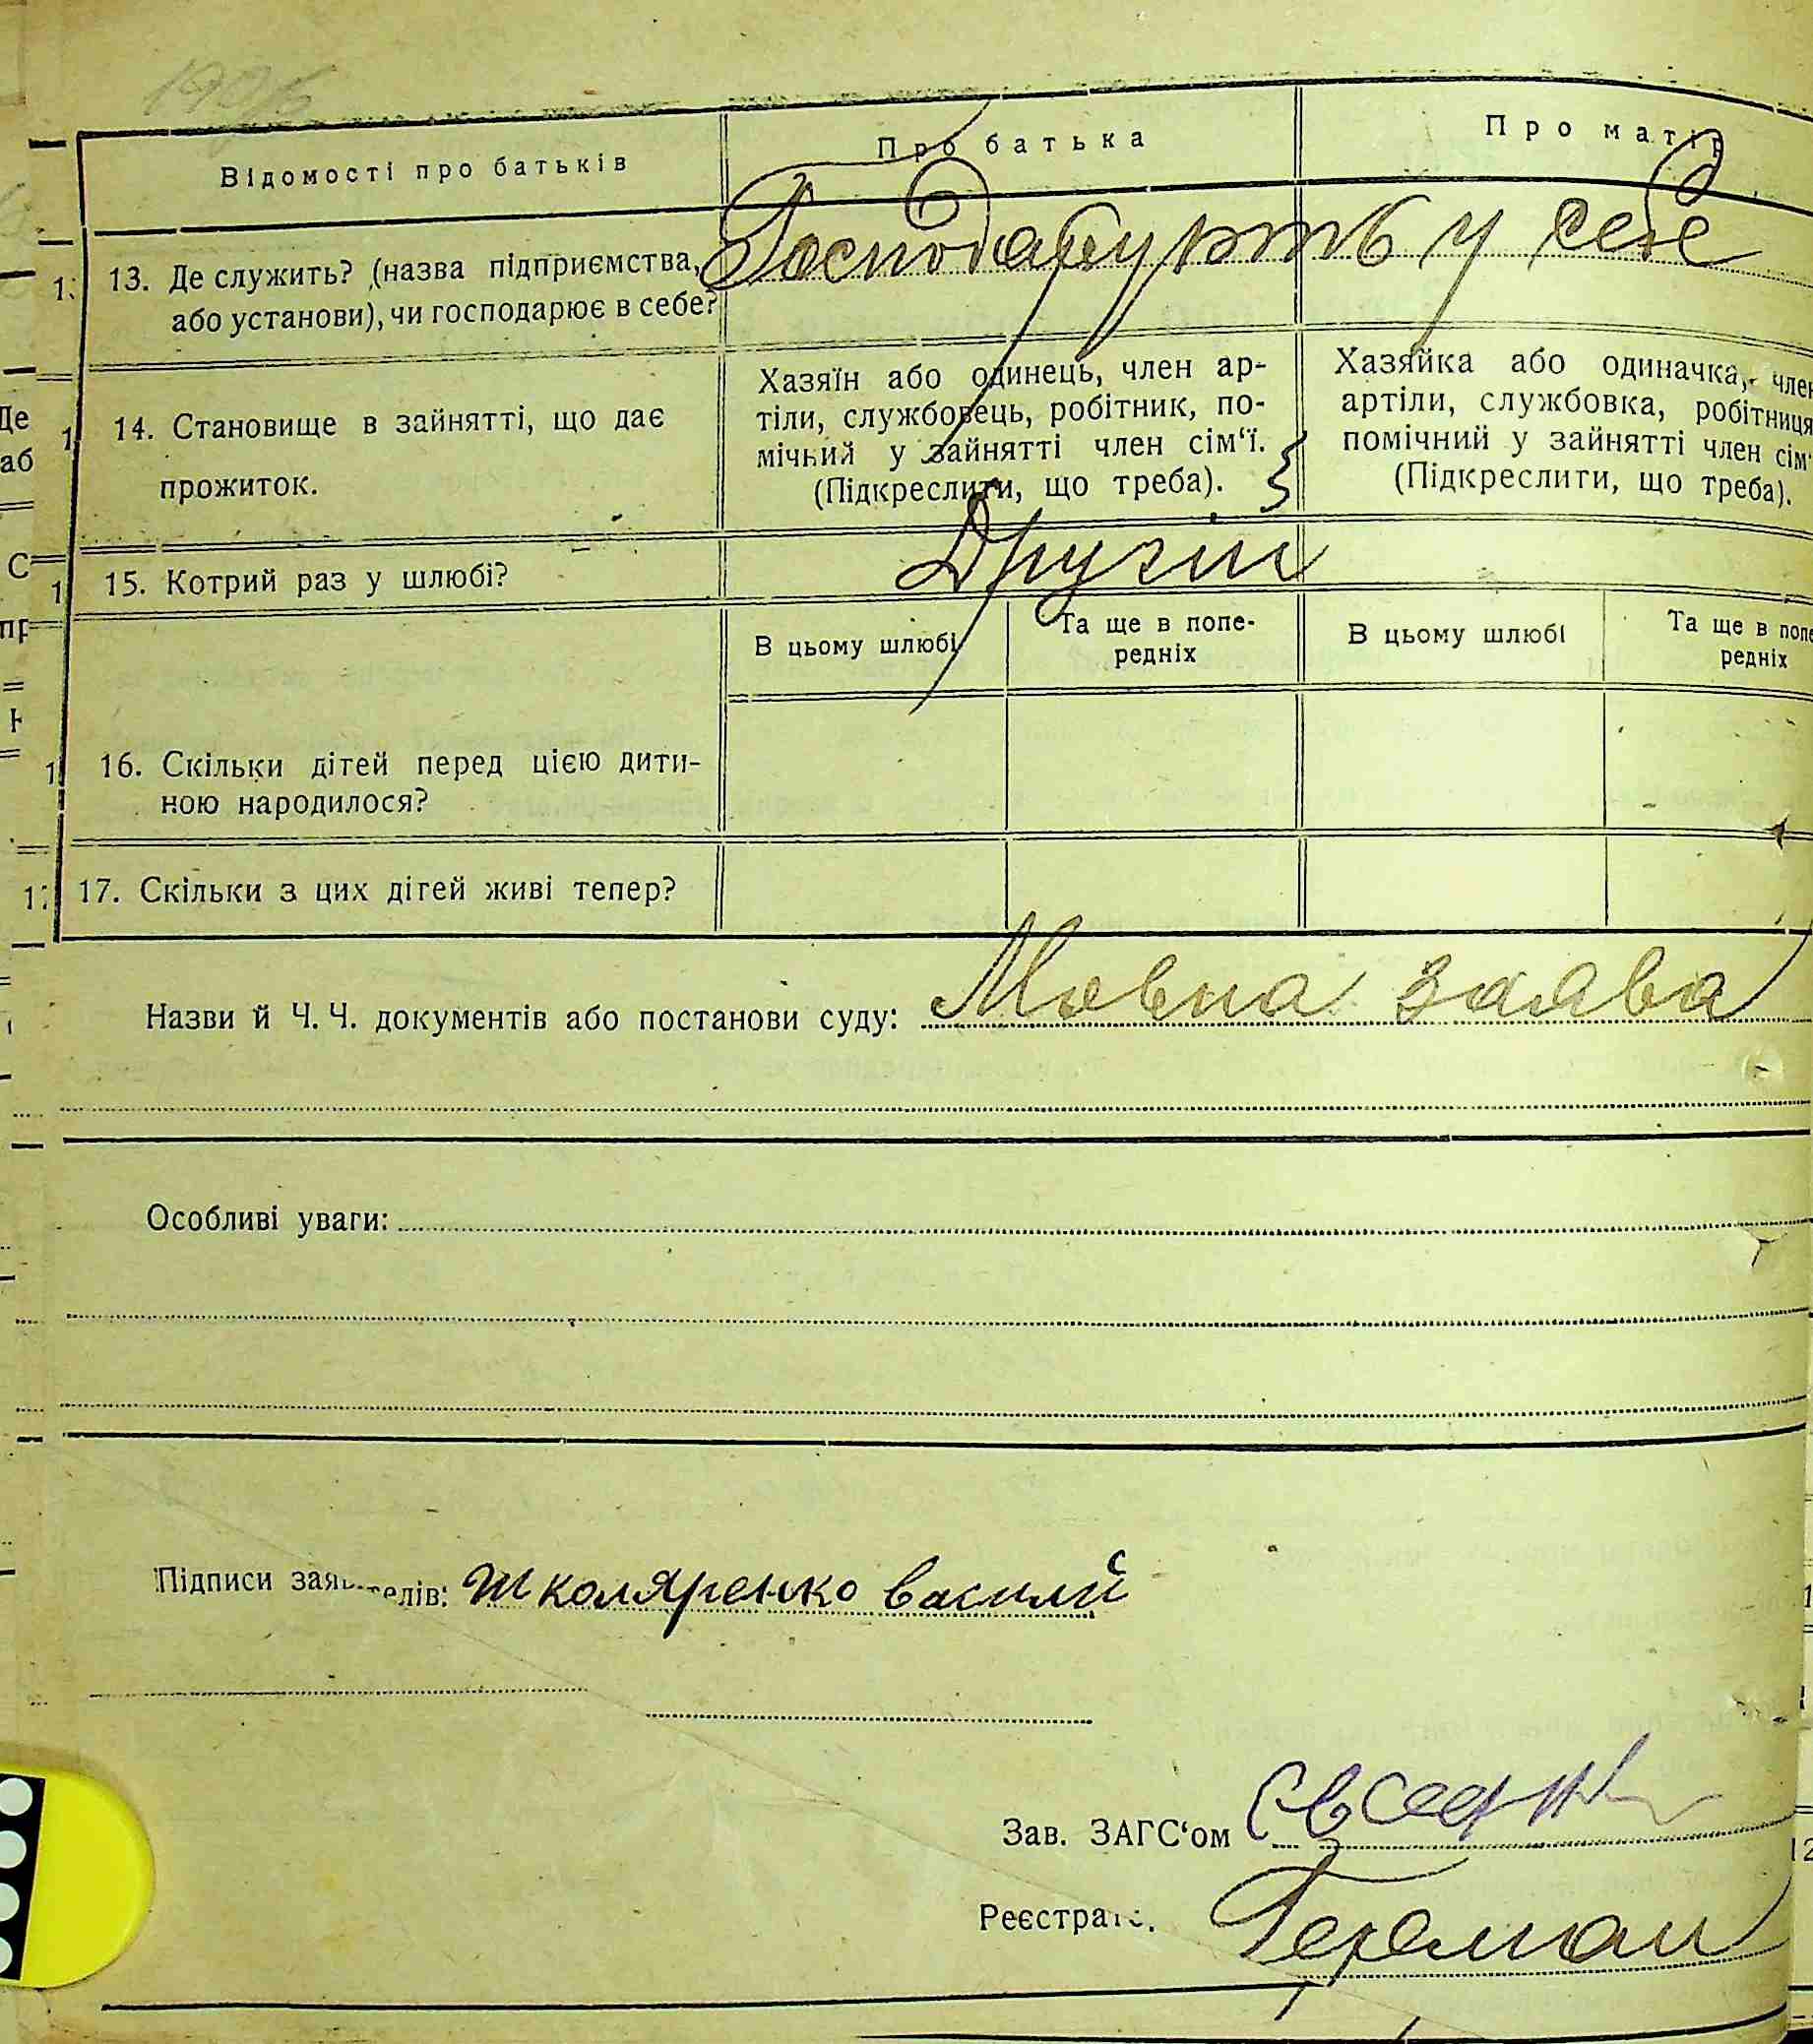 Відомості про батьків
Про батька
Про матір
13. Де служить? (назва підприємства,
або установи), чи господарює в себе?
Господарують у себе
14. Становище в зайнятті, що дає
прожиток.
Хазяїн або одинець, член ар-
тіли, службовець, робітник, по-
мічний у зайнятті член сім‘ї.
(Підкреслити, що треба).
Хазяйка або одиначка, член
артіли, службовка, робітниця
помічний у зайнятті член сім‘
(Підкреслити, що треба).
15. Котрий раз у шлюбі?
Другий
В цьому шлюбі
Та ще в попе-
редніх
В цьому шлюбі
Та ще в попе
редніх
16. Скільки дітей перед цією дити-
ною народилося?
17. Скільки з цих дітей живі тепер?
Назви й Ч. Ч. документів або постанови суду:
заява
Особливі уваги:
Підписи заявителів: Школяренко Василий
Зав. ЗАГС‘ом
Реєстрат.